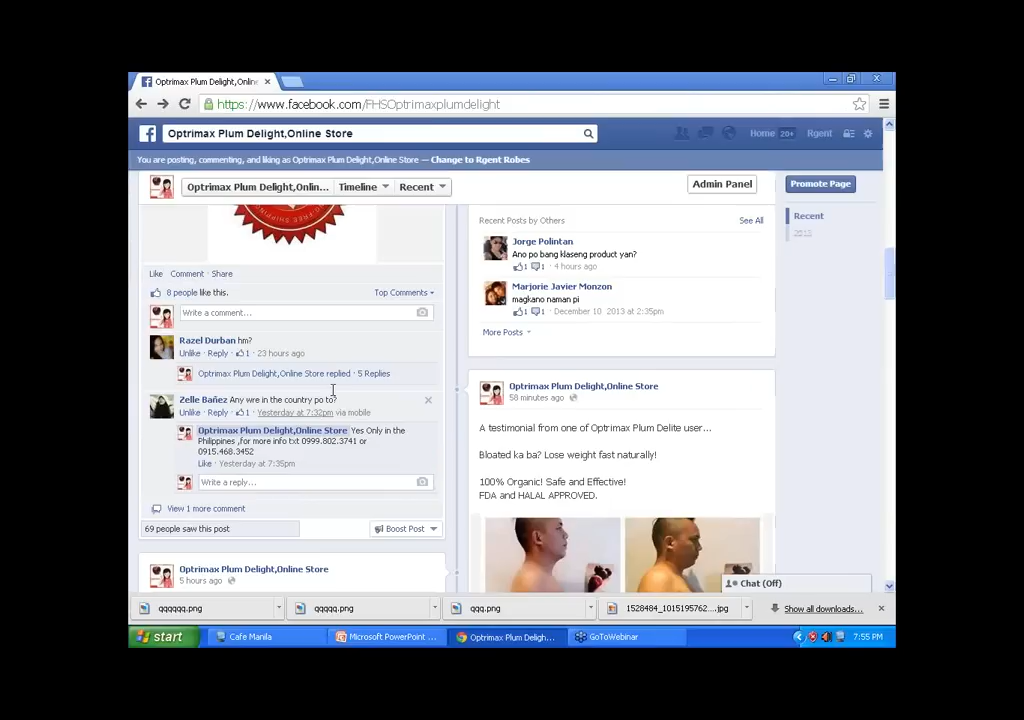 Optrimax Plum Delight,Onlin
https://www.facebook.com/FHSOptrimaxplumdelight
Optrimax Plum Delight,Online Store
Home 20+ Rgent
You are posting, commenting, and liking as Optrimax Plum Delight,Online Store — Change to Rgent Robes
Optrimax Plum Delight,Onlin... Timeline Recent
Admin Panel
Promote Page
Recent
2013
FREE SHIPPING
Like Comment Share
8 people like this. Top Comments
Write a comment...
Razel Durban hm?
Unlike · Reply · 1 · 23 hours ago
Optrimax Plum Delight,Online Store replied · 5 Replies
Zelle Bañez Any wre in the country po to?
Unlike · Reply · 1 · Yesterday at 7:32pm via mobile
Optrimax Plum Delight,Online Store Yes Only in the
Philippines ,for more info txt 0999.802.3741 or
0915.468.3452
Like · Yesterday at 7:35pm
Write a reply...
View 1 more comment
69 people saw this post Boost Post
Optrimax Plum Delight,Online Store
5 hours ago
Recent Posts by Others See All
Jorge Polintan
Ano po bang klaseng product yan?
1 1 · 4 hours ago
Marjorie Javier Monzon
magkano naman pi
1 1 · December 10 2013 at 2:35pm
More Posts
Optrimax Plum Delight,Online Store
58 minutes ago
A testimonial from one of Optrimax Plum Delite user...
Bloated ka ba? Lose weight fast naturally!
100% Organic! Safe and Effective!
FDA and HALAL APPROVED.
Chat (Off)
qqqqqq.png qqqqq.png qqq.png 1528484_1015195762....jpg Show all downloads...
start Cafe Manila Microsoft PowerPoint ... Optrimax Plum Deligh... GoToWebinar 7:55 PM